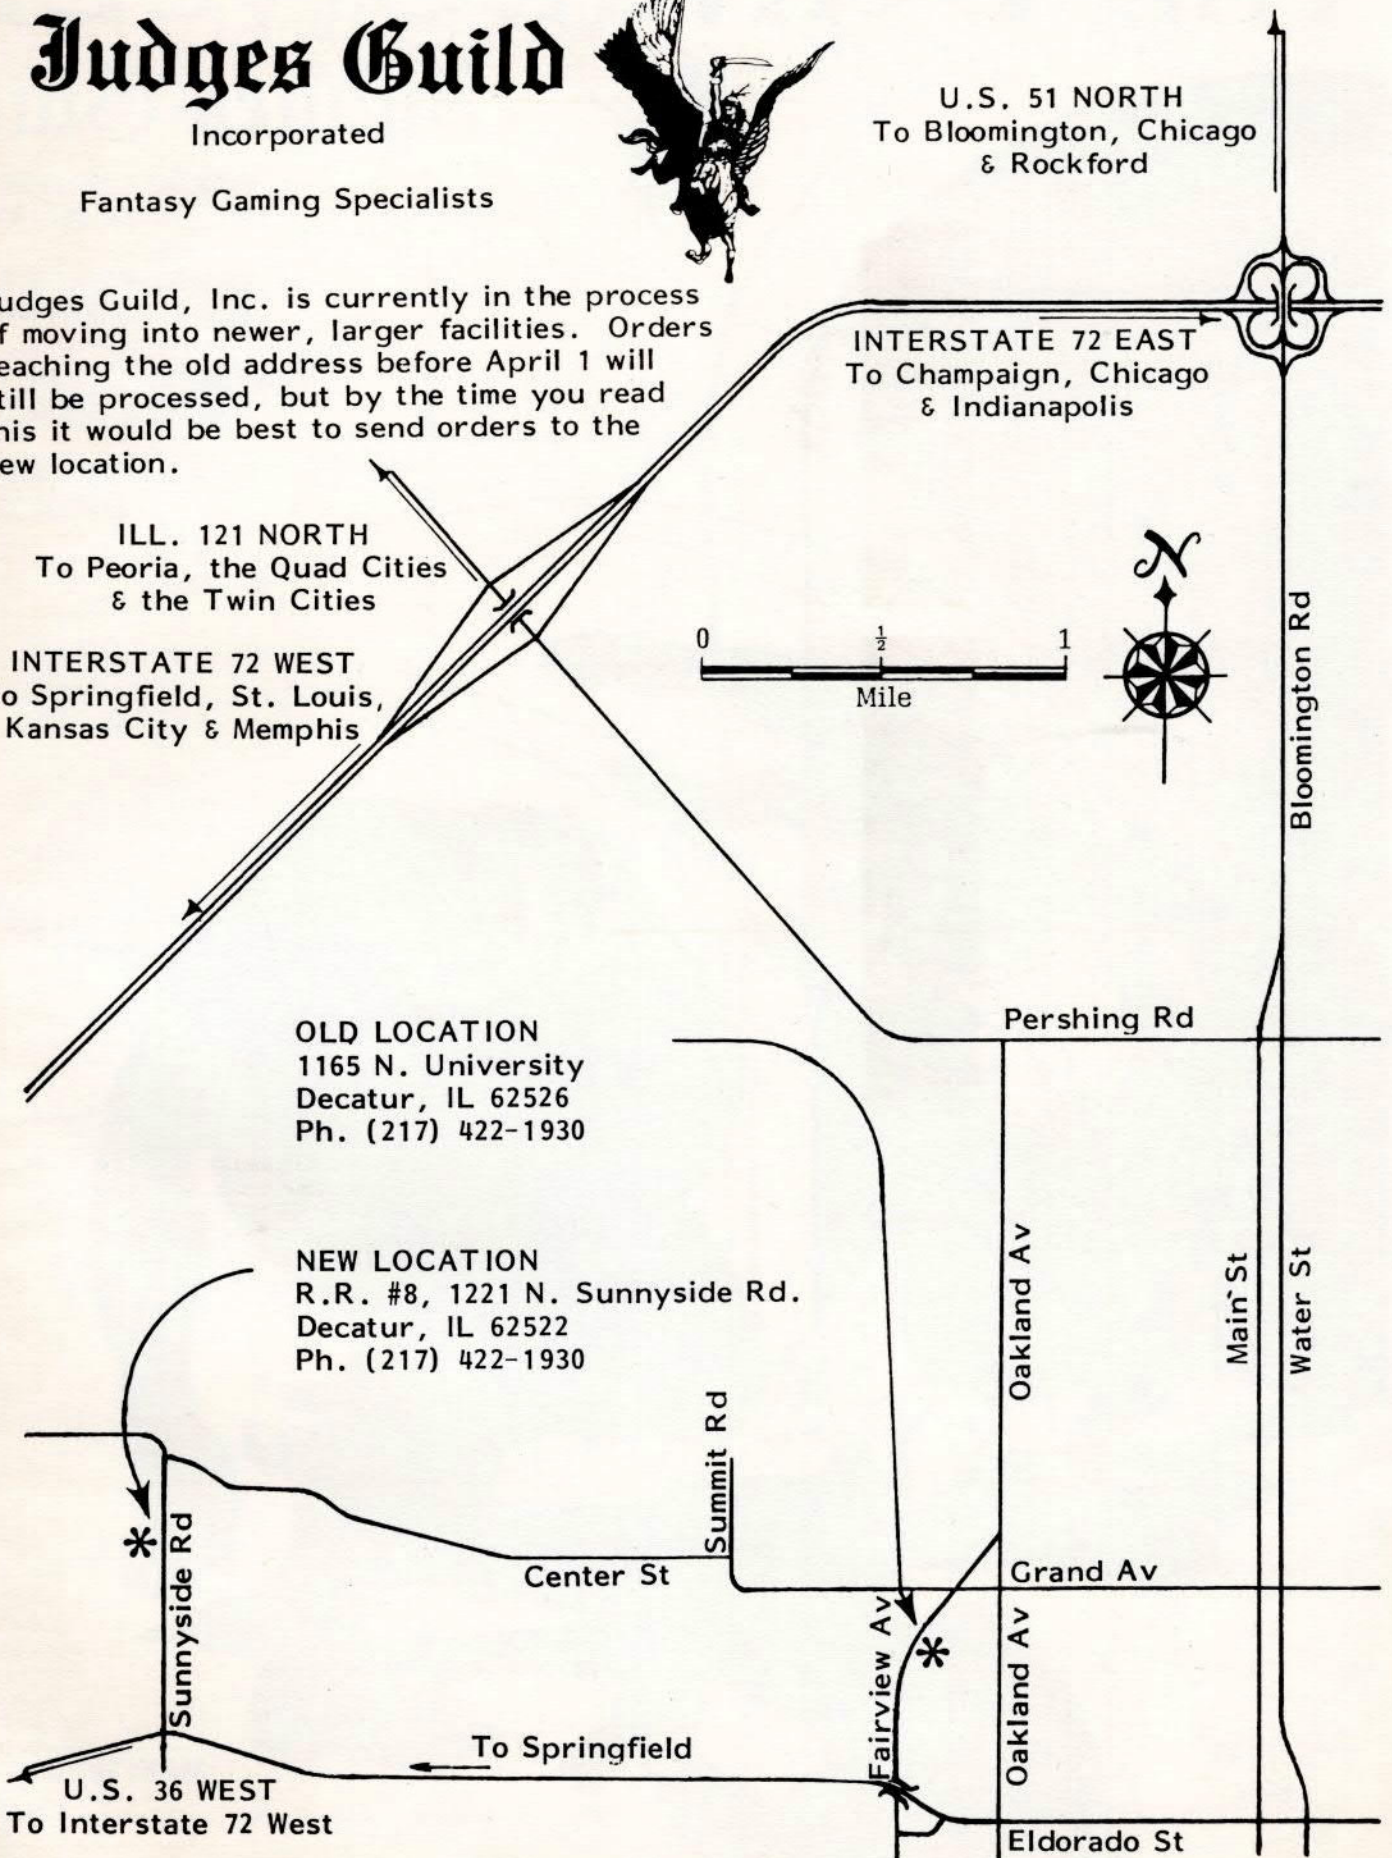 Judges Guild
Incorporated
Fantasy Gaming Specialists
udges Guild, Inc. is currently in the process
f moving into newer, larger facilities. Orders
eaching the old address before April 1 will
till be processed, but by the time you read
his it would be best to send orders to the
ew location.
U.S. 51 NORTH
To Bloomington, Chicago
& Rockford
INTERSTATE 72 EAST
To Champaign, Chicago
& Indianapolis
ILL. 121 NORTH
To Peoria, the Quad Cities
& the Twin Cities
INTERSTATE 72 WEST
o Springfield, St. Louis,
Kansas City & Memphis
N
0 ½ 1
Mile
Bloomington Rd
Pershing Rd
OLD LOCATION
1165 N. University
Decatur, IL 62526
Ph. (217) 422-1930
NEW LOCATION
R.R. #8, 1221 N. Sunnyside Rd.
Decatur, IL 62522
Ph. (217) 422-1930
Oakland Av
Main St
Water St
Summit Rd
Center St
Grand Av
Sunnyside Rd
Fairview Av
Oakland Av
To Springfield
U.S. 36 WEST
To Interstate 72 West
Eldorado St